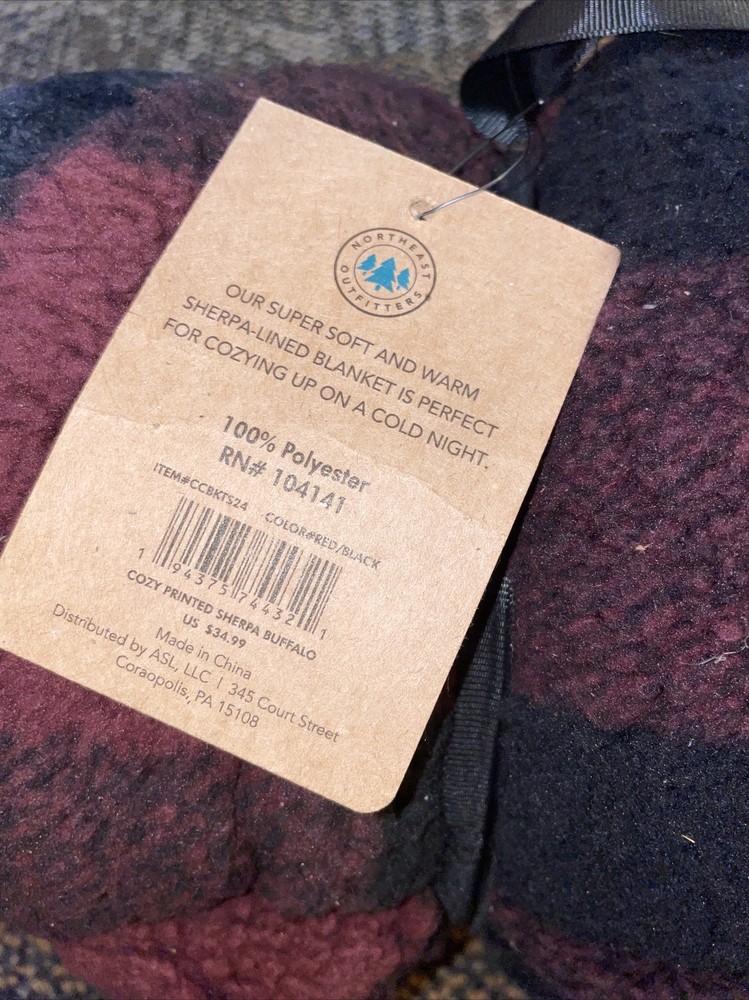 NORTHEAST
OUTFITTERS
OUR SUPER SOFT AND WARM
SHERPA-LINED BLANKET IS PERFECT
FOR COZYING UP ON A COLD NIGHT.
100% Polyester
RN# 104141
ITEM#CCBKTS24 COLOR#RED/BLACK
1 94375 74432 1
COZY PRINTED SHERPA BUFFALO
US $34.99
Made in China
Distributed by ASL, LLC | 345 Court Street
Coraopolis,, PA 15108